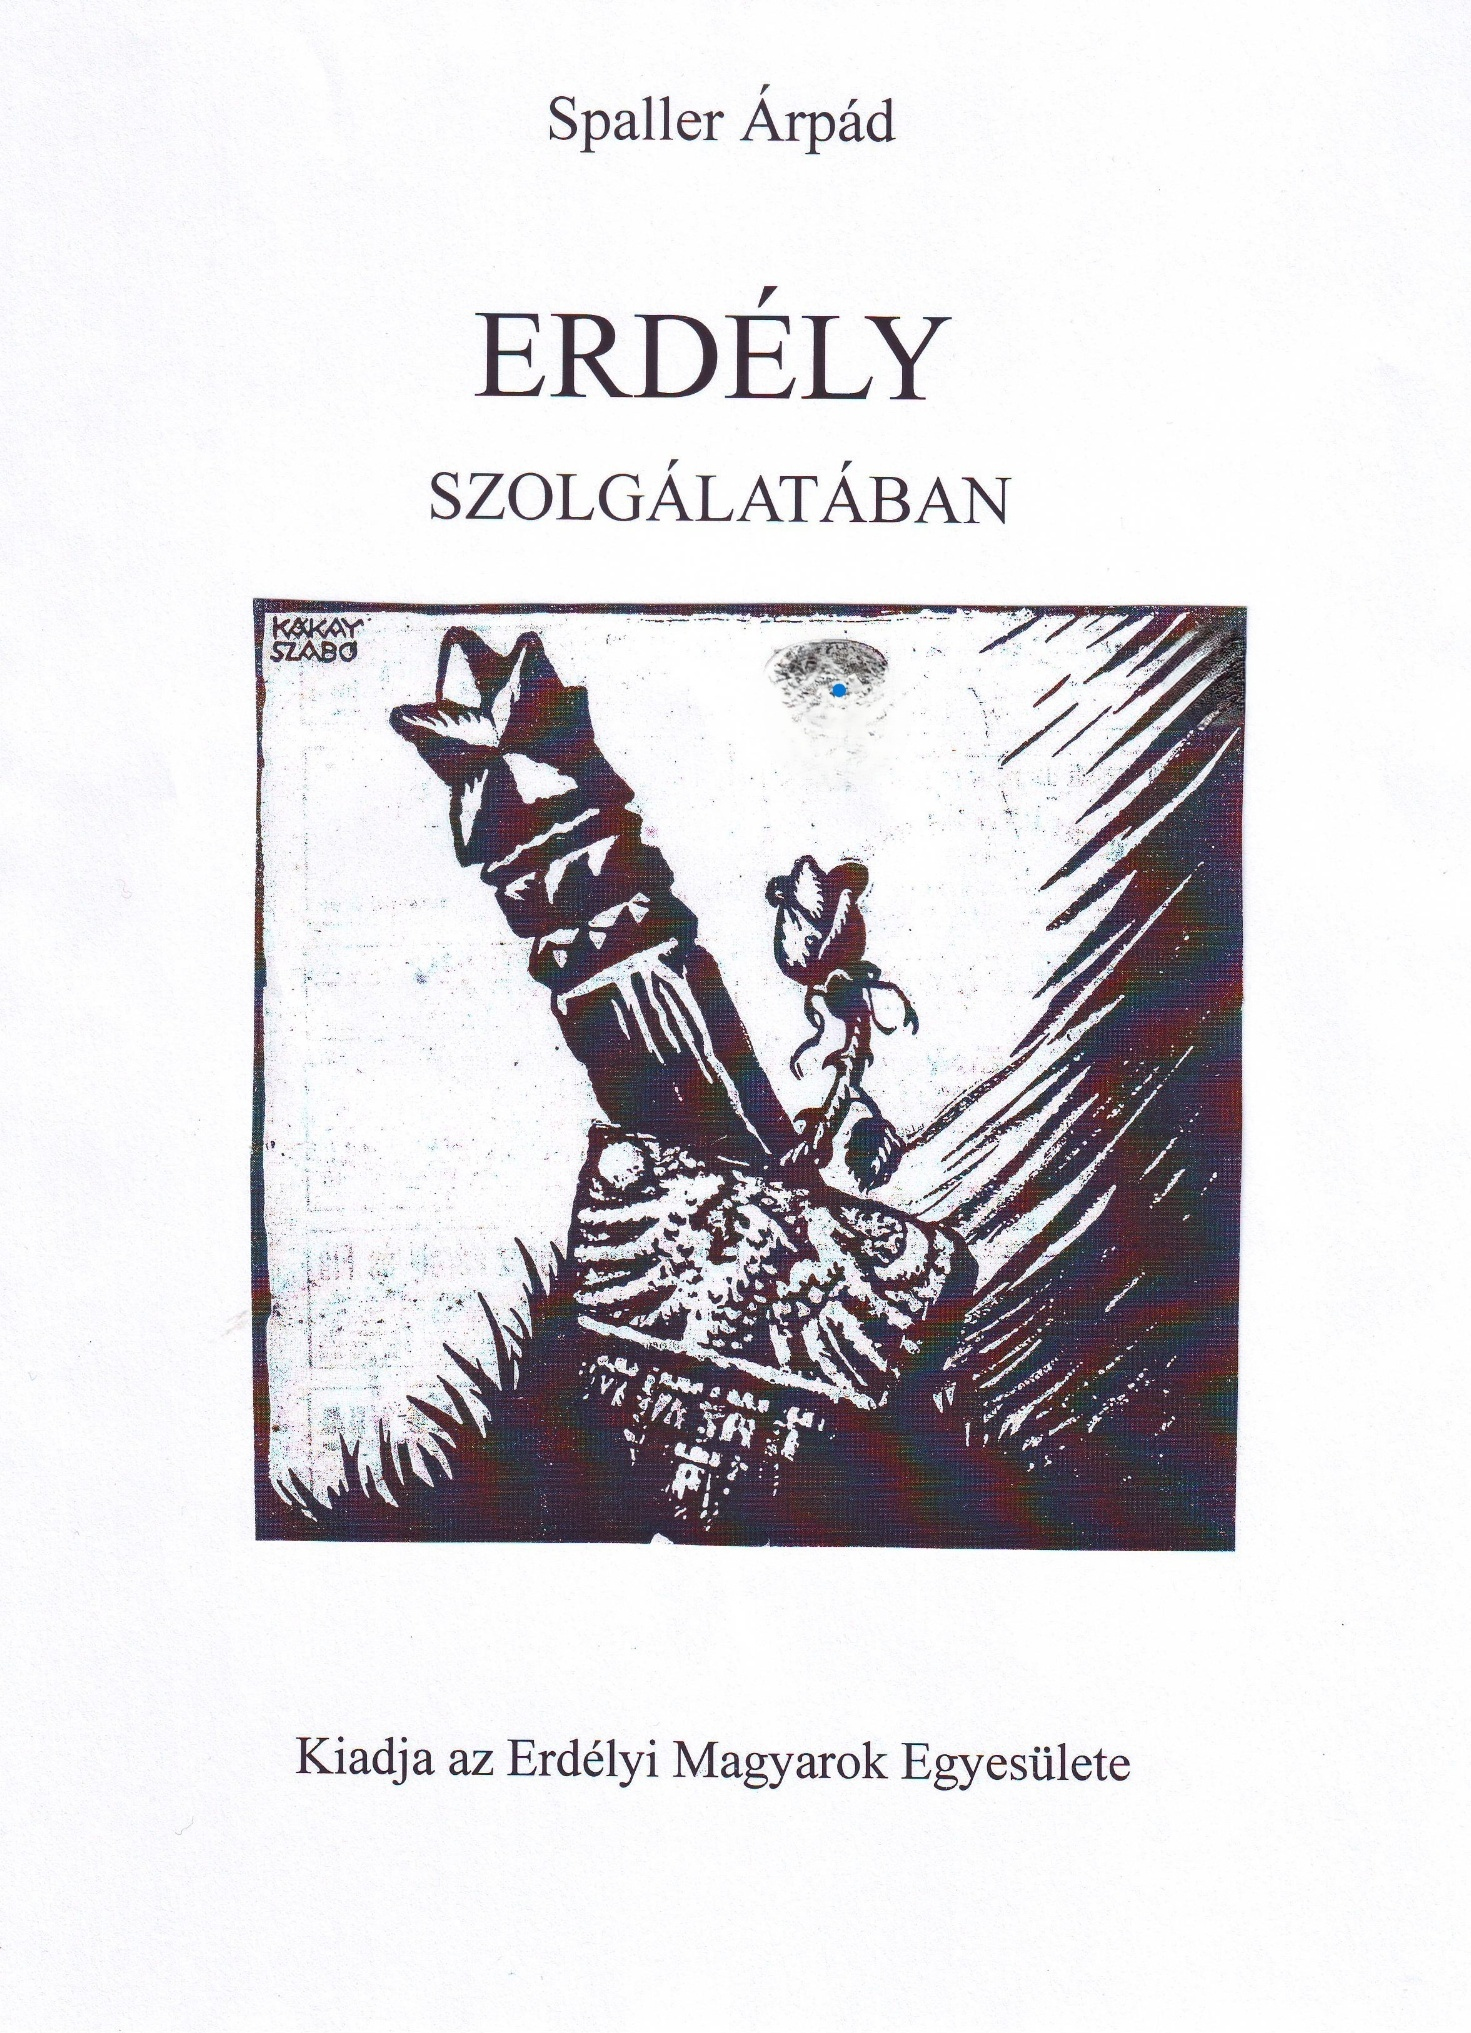 Spaller Árpád
ERDÉLY
SZOLGÁLATÁBAN
KÁKAY
SZABÓ
Kiadja az Erdélyi Magyarok Egyesülete